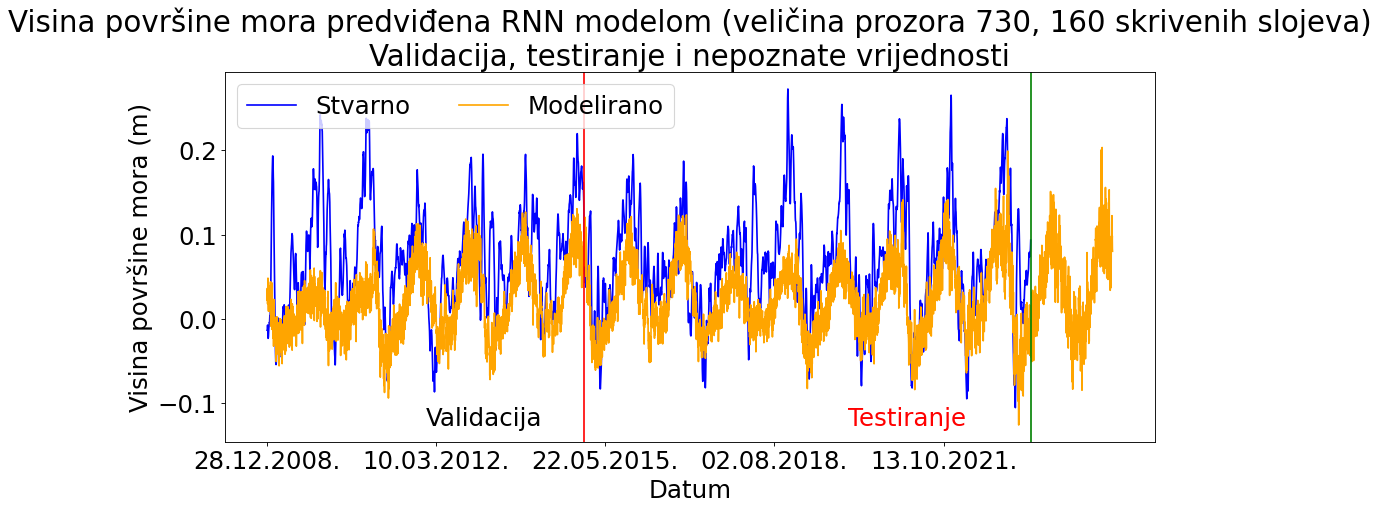 Visina površine mora predviđena RNN modelom (veličina prozora 730, 160 skrivenih slojeva)
Validacija, testiranje i nepoznate vrijednosti
Stvarno
Modelirano
Visina površine mora (m)
0.2
0.1
0.0
−0.1
Validacija
Testiranje
28.12.2008.
10.03.2012.
22.05.2015.
02.08.2018.
13.10.2021.
Datum